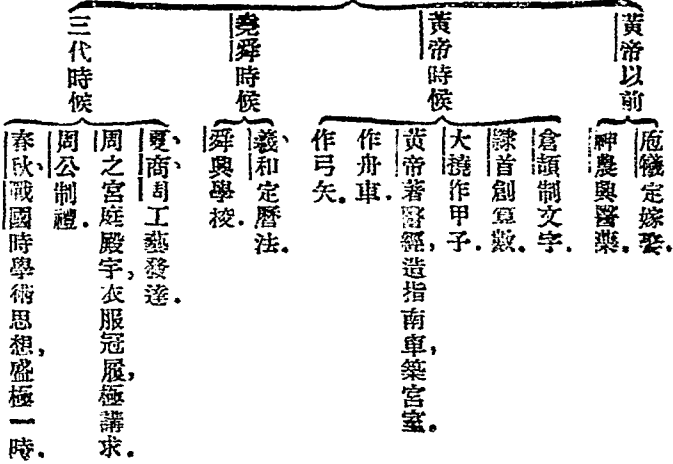 黃帝以前
庖犧定嫁娶.
神農興醫藥.
黃帝時候
倉頡制文字.
隸首創算數.
大撓作甲子.
黃帝著醫經,造指南車,築宮室.
作舟車.
作弓矢.
堯舜時候
羲、和定曆法.
舜興學校.
三代時候
夏、商、周工藝發達.
周之宮庭殿宇,衣服冠履,極講求.
周公制禮.
春秋、戰國時學術思想,盛極一時.